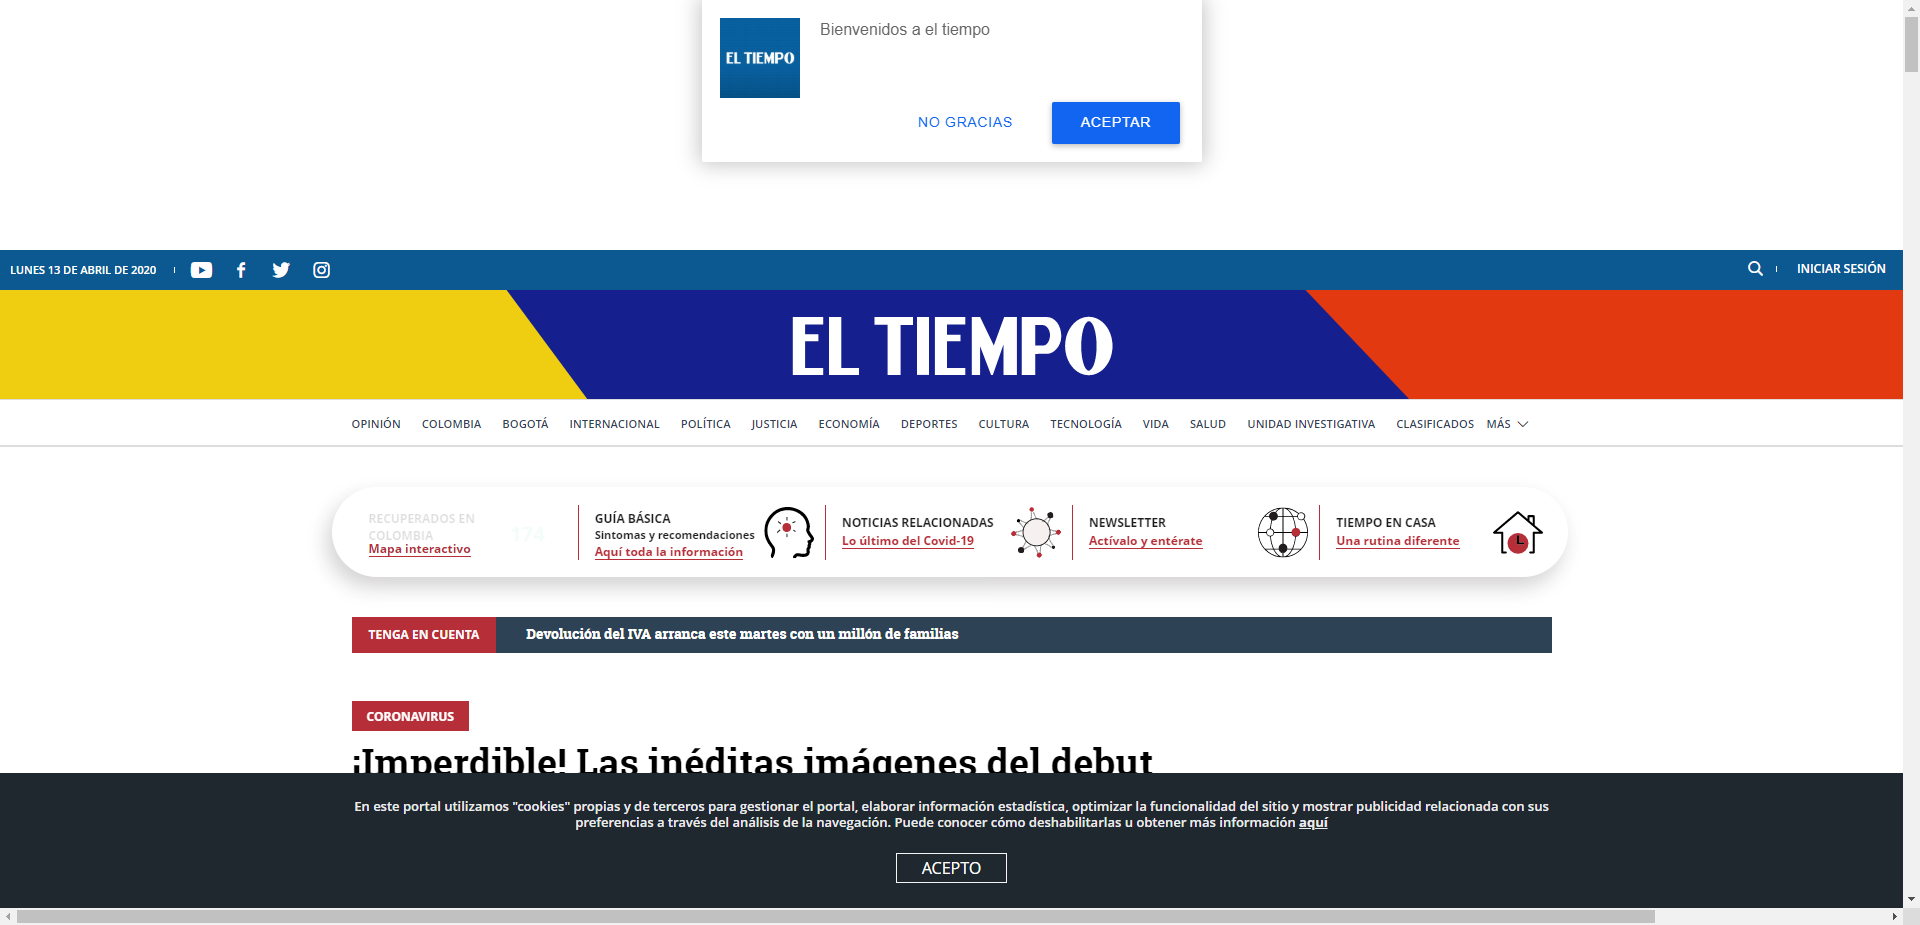 EL TIEMPO
Bienvenidos a el tiempo
NO GRACIAS
ACEPTAR
LUNES 13 DE ABRIL DE 2020
INICIAR SESIÓN
EL TIEMPO
OPINIÓN COLOMBIA BOGOTÁ INTERNACIONAL POLÍTICA JUSTICIA ECONOMÍA DEPORTES CULTURA TECNOLOGÍA VIDA SALUD UNIDAD INVESTIGATIVA CLASIFICADOS MÁS
RECUPERADOS EN
COLOMBIA
174
Mapa interactivo
GUÍA BÁSICA
Sintomas y recomendaciones
Aquí toda la información
NOTICIAS RELACIONADAS
Lo último del Covid-19
NEWSLETTER
Actívalo y entérate
TIEMPO EN CASA
Una rutina diferente
TENGA EN CUENTA
Devolución del IVA arranca este martes con un millón de familias
CORONAVIRUS
¡Imperdible! Las inéditas imágenes del debut
En este portal utilizamos "cookies" propias y de terceros para gestionar el portal, elaborar información estadística, optimizar la funcionalidad del sitio y mostrar publicidad relacionada con sus
preferencias a través del análisis de la navegación. Puede conocer cómo deshabilitarlas u obtener más información aquí
ACEPTO